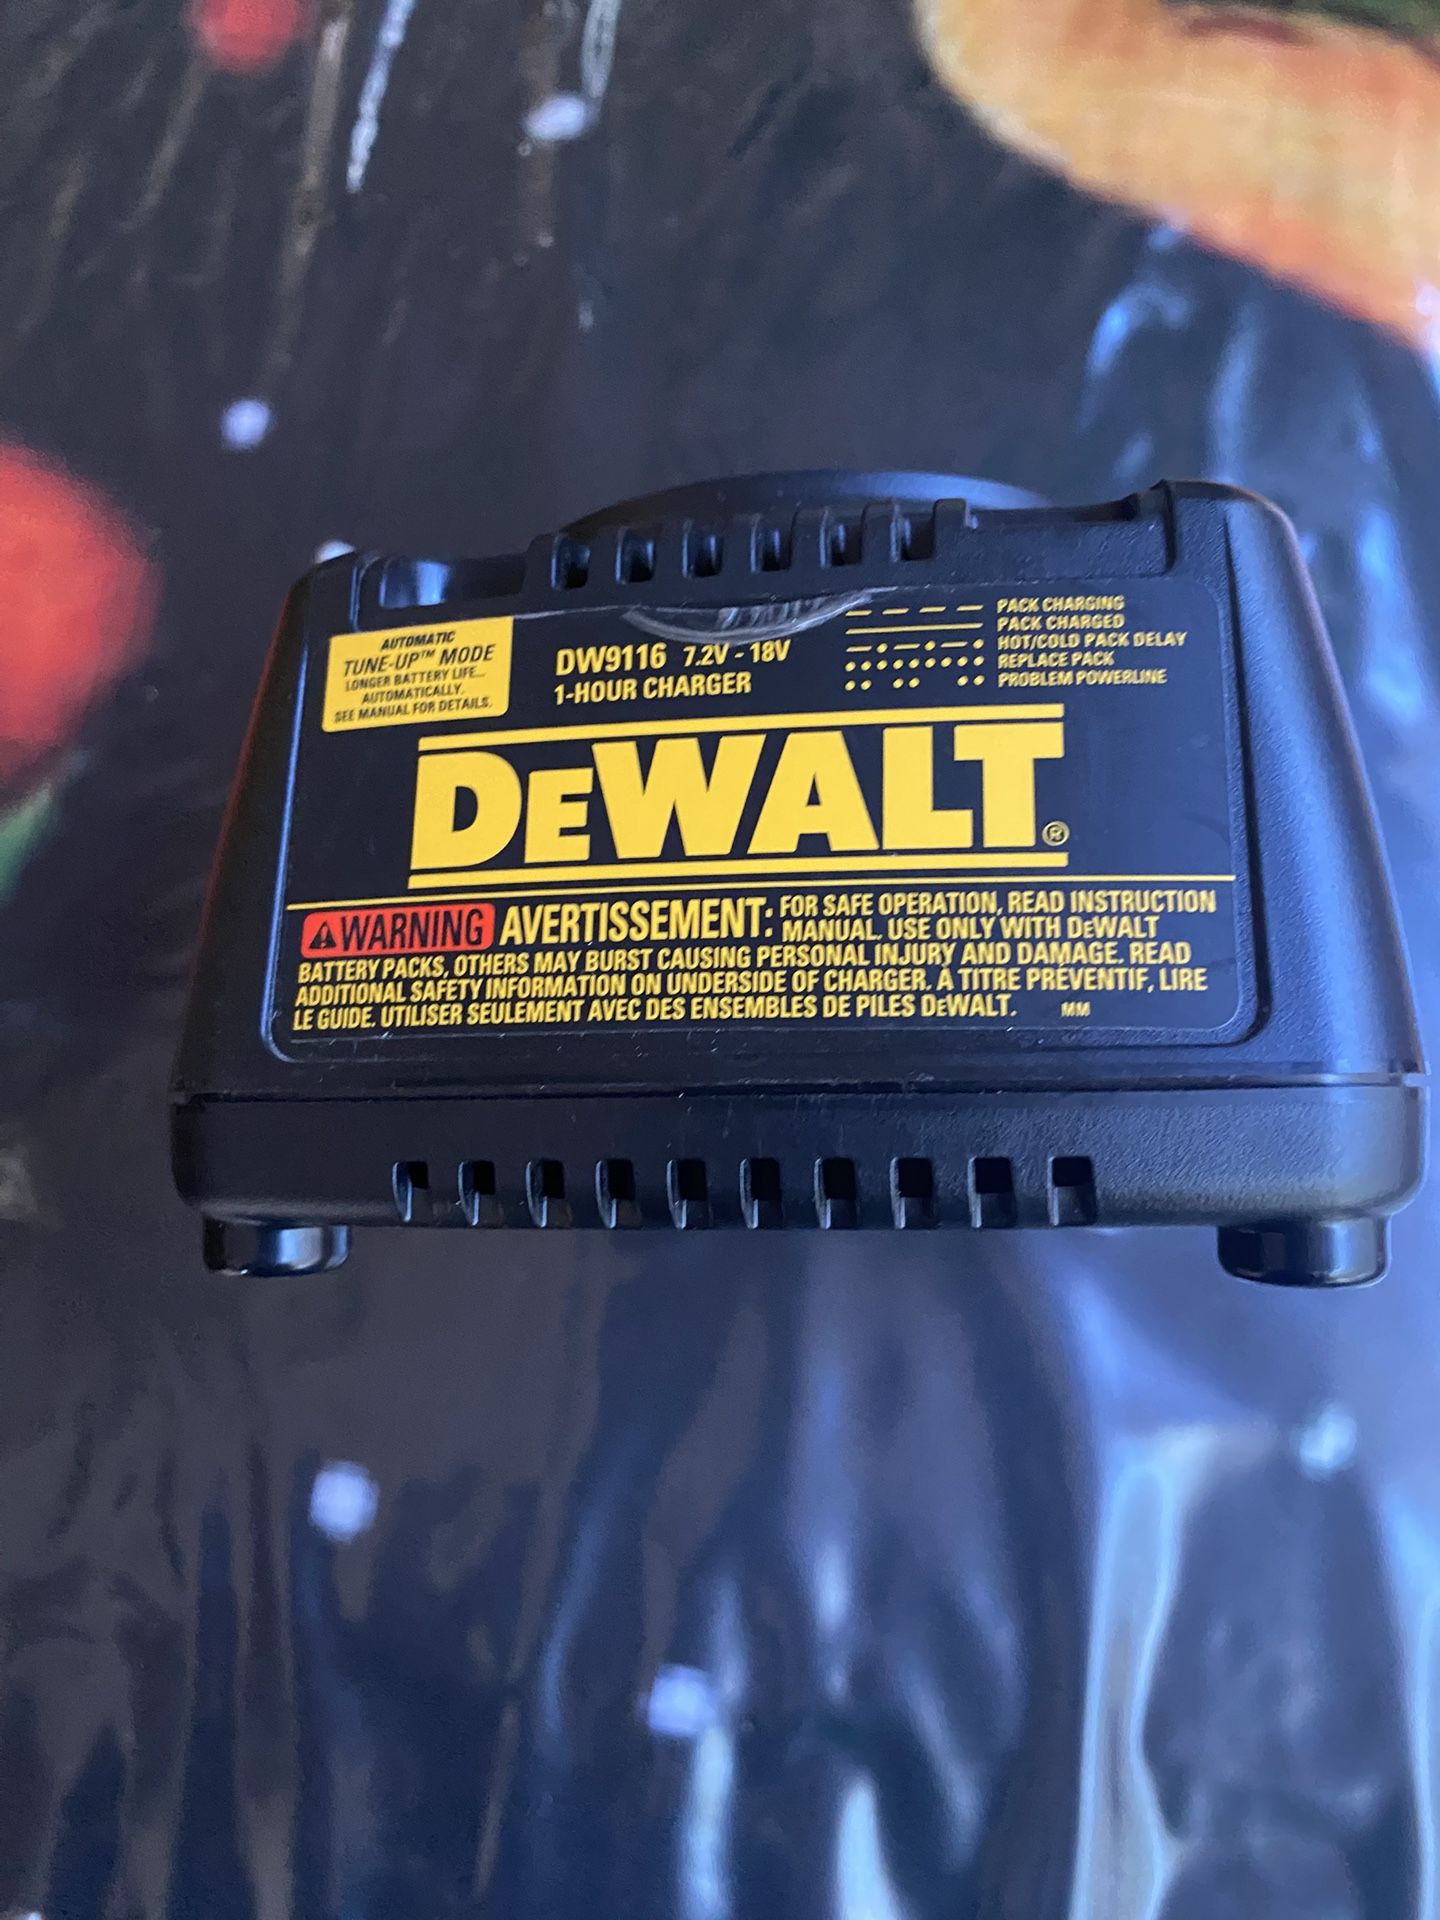 AUTOMATIC
TUNE-UP™ MODE
LONGER BATTERY LIFE...
AUTOMATICALLY.
SEE MANUAL FOR DETAILS.
DW9116 7.2V - 18V
1-HOUR CHARGER
PACK CHARGING
PACK CHARGED
HOT/COLD PACK DELAY
REPLACE PACK
PROBLEM POWERLINE
DEWALT®
WARNING AVERTISSEMENT: FOR SAFE OPERATION, READ INSTRUCTION
MANUAL. USE ONLY WITH DEWALT
BATTERY PACKS, OTHERS MAY BURST CAUSING PERSONAL INJURY AND DAMAGE. READ
ADDITIONAL SAFETY INFORMATION ON UNDERSIDE OF CHARGER. À TITRE PRÉVENTIF, LIRE
LE GUIDE. UTILISER SEULEMENT AVEC DES ENSEMBLES DE PILES DEWALT. MM